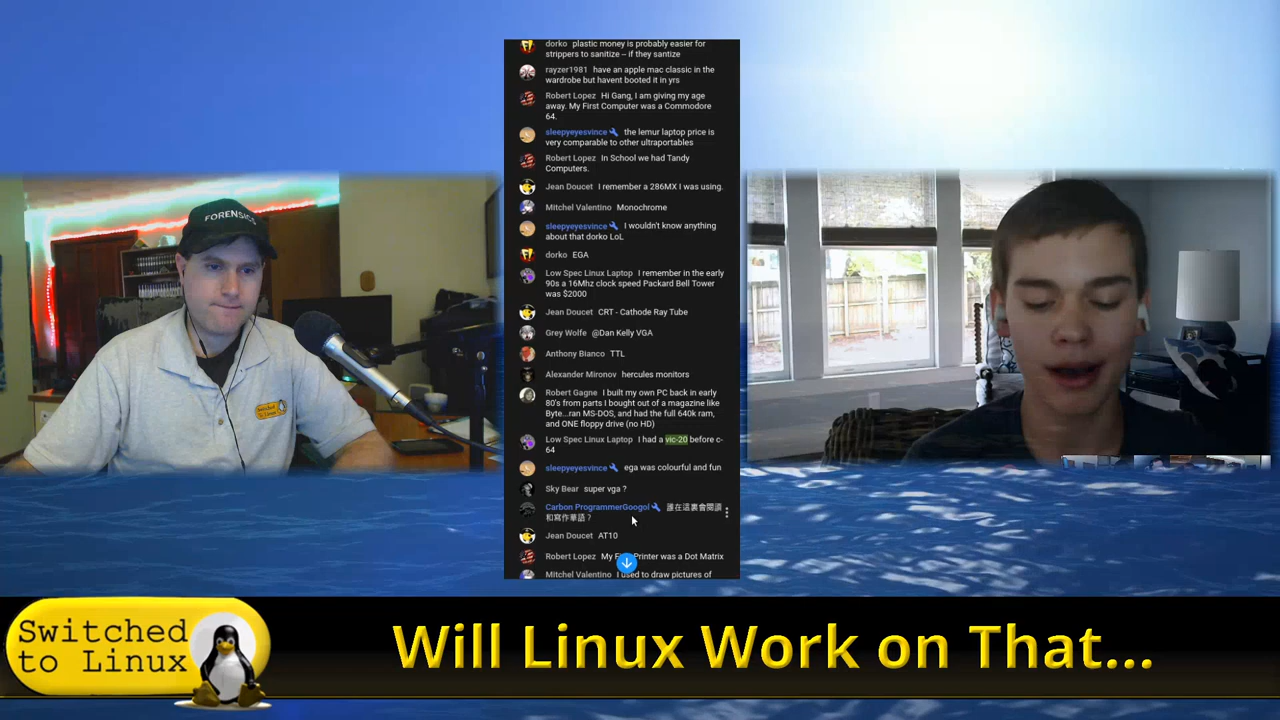 dorko plastic money is probably easier for
strippers to sanitize – if they santize
rayzer1981 have an apple mac classic in the
wardrobe but havent booted it in yrs
Robert Lopez Hi Gang, I am giving my age
away. My First Computer was a Commodore
64.
sleepyeyesvince the lemur laptop price is
very comparable to other ultraportables
Robert Lopez In School we had Tandy
Computers.
Jean Doucet I remember a 286MX I was using.
Mitchel Valentino Monochrome
sleepyeyesvince I wouldn't know anything
about that dorko LoL
dorko EGA
Low Spec Linux Laptop I remember in the early
90s a 16Mhz clock speed Packard Bell Tower
was $2000
Jean Doucet CRT - Cathode Ray Tube
Grey Wolfe @Dan Kelly VGA
Anthony Bianco TTL
Alexander Mironov hercules monitors
Robert Gagne I built my own PC back in early
80's from parts I bought out of a magazine like
Byte...ran MS-DOS, and had the full 640k ram,
and ONE floppy drive (no HD)
Low Spec Linux Laptop I had a vic-20 before c-
64
sleepyeyesvince ega was colourful and fun
Sky Bear super vga ?
Carbon ProgrammerGoogol 誰在這裏會閱讀
和寫作華語？
Jean Doucet AT10
Robert Lopez My Printer was a Dot Matrix
Mitchel Valentino I used to draw pictures of
FORENSICS
Switched
to Linux
Will Linux Work on That...